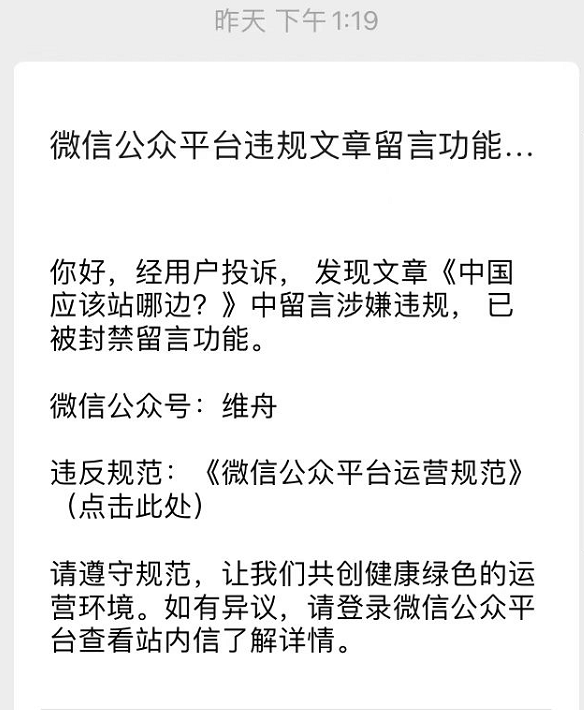 昨天 下午1:19
微信公众平台违规文章留言功能...
你好，经用户投诉， 发现文章《中国
应该站哪边？》中留言涉嫌违规， 已
被封禁留言功能。
微信公众号：维舟
违反规范：《微信公众平台运营规范》
（点击此处）
请遵守规范，让我们共创健康绿色的运
营环境。如有异议，请登录微信公众平
台查看站内信了解详情。